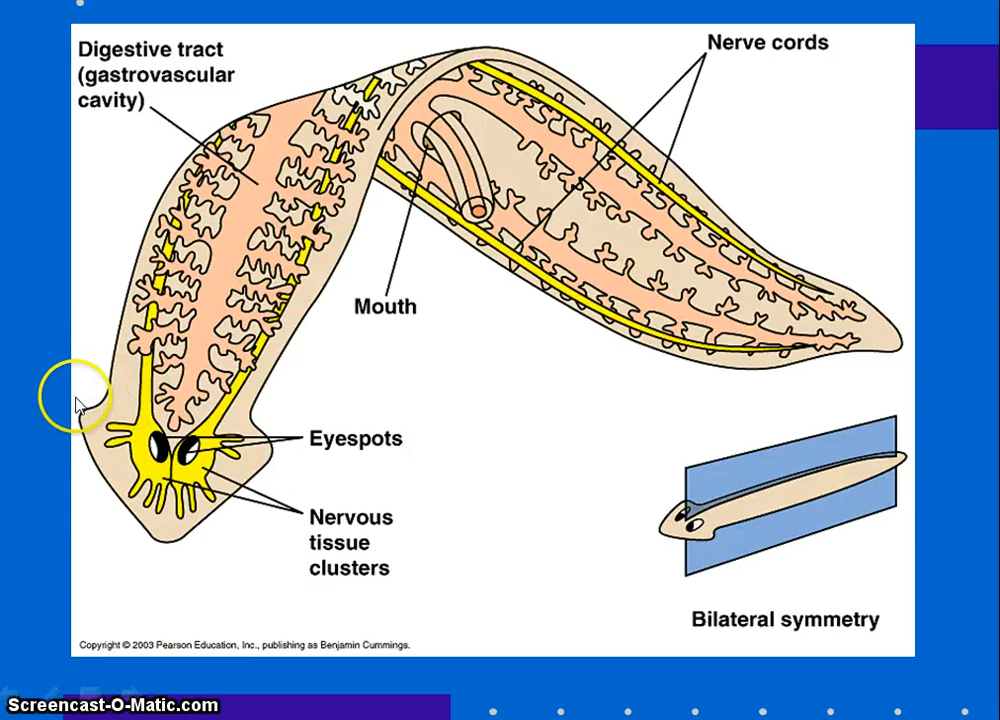 Digestive tract
(gastrovascular
cavity)
Nerve cords
Mouth
Eyespots
Nervous
tissue
clusters
Bilateral symmetry
Copyright © 2003 Pearson Education, Inc., publishing as Benjamin Cummings.
Screencast-O-Matic.com